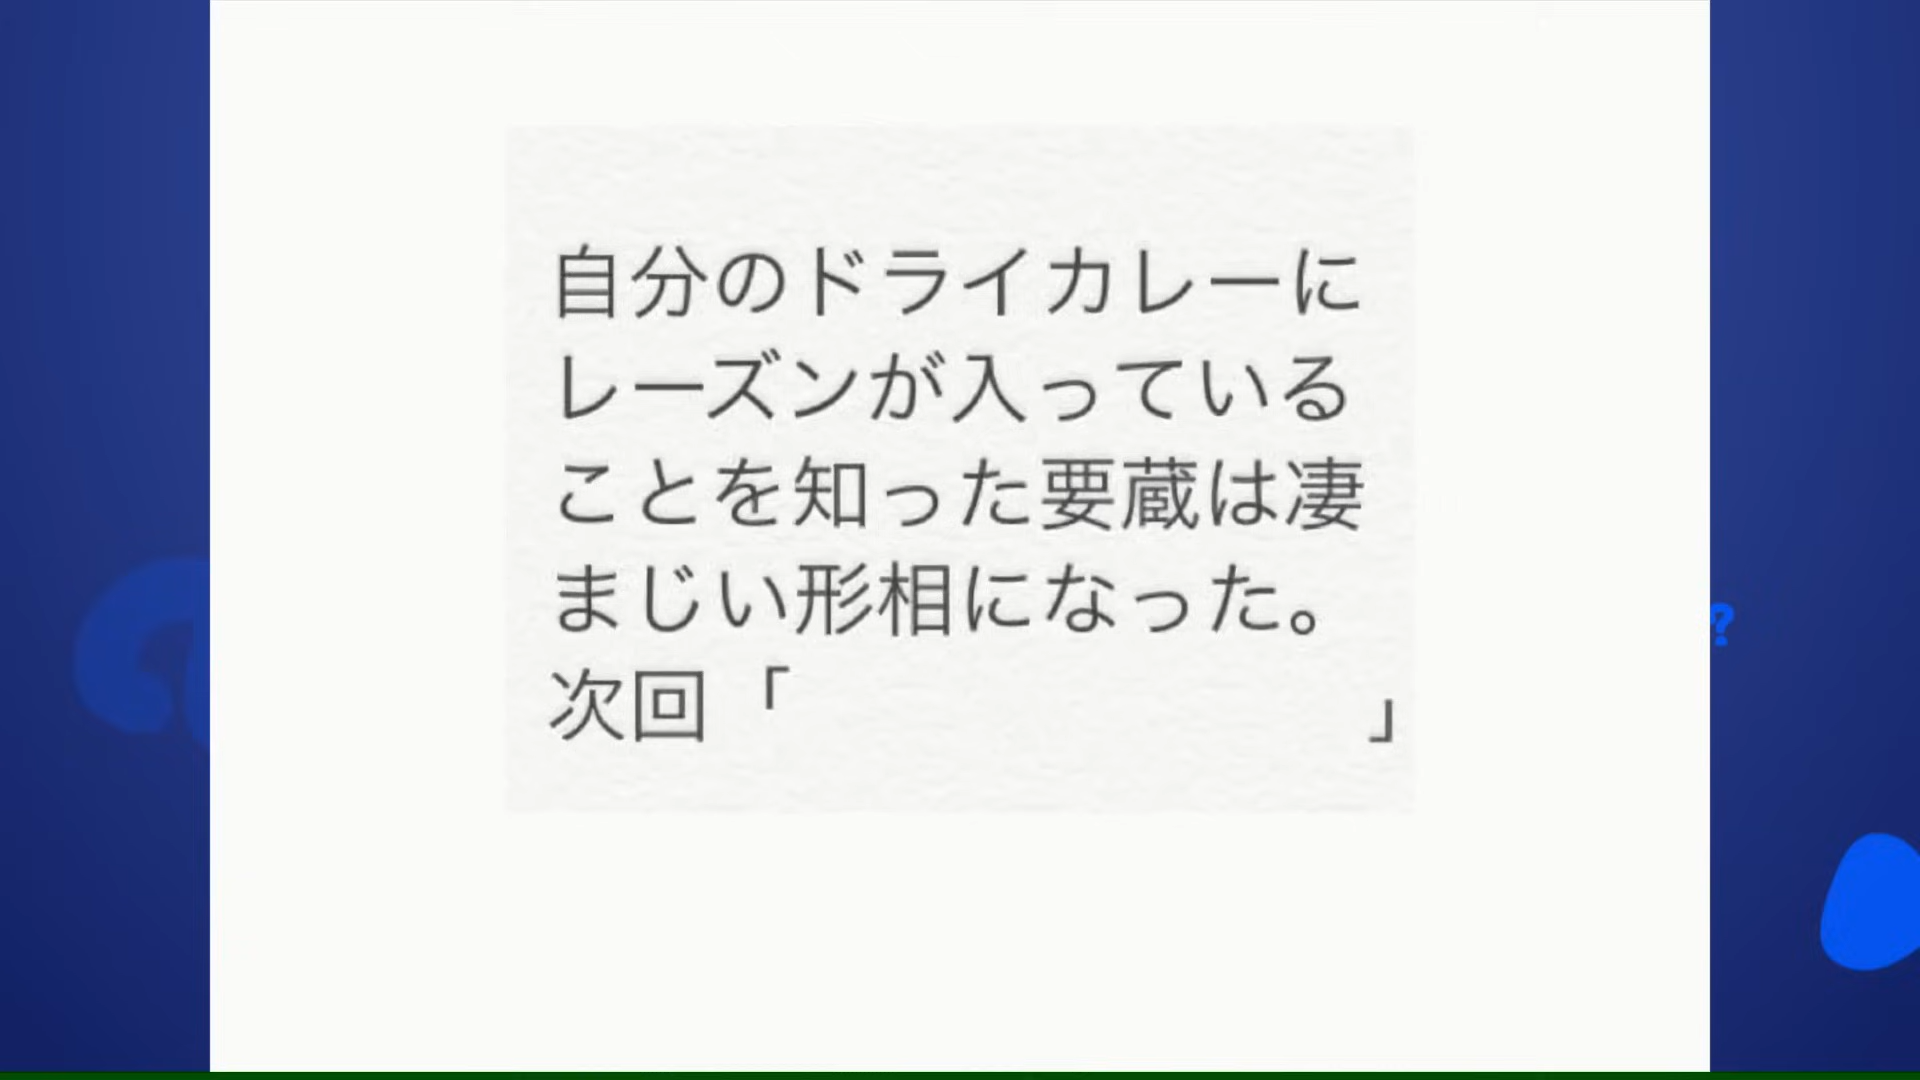 自分のドライカレーに
レーズンが入っている
ことを知った要蔵は凄
まじい形相になった。
次回「　　　　　　　」
?